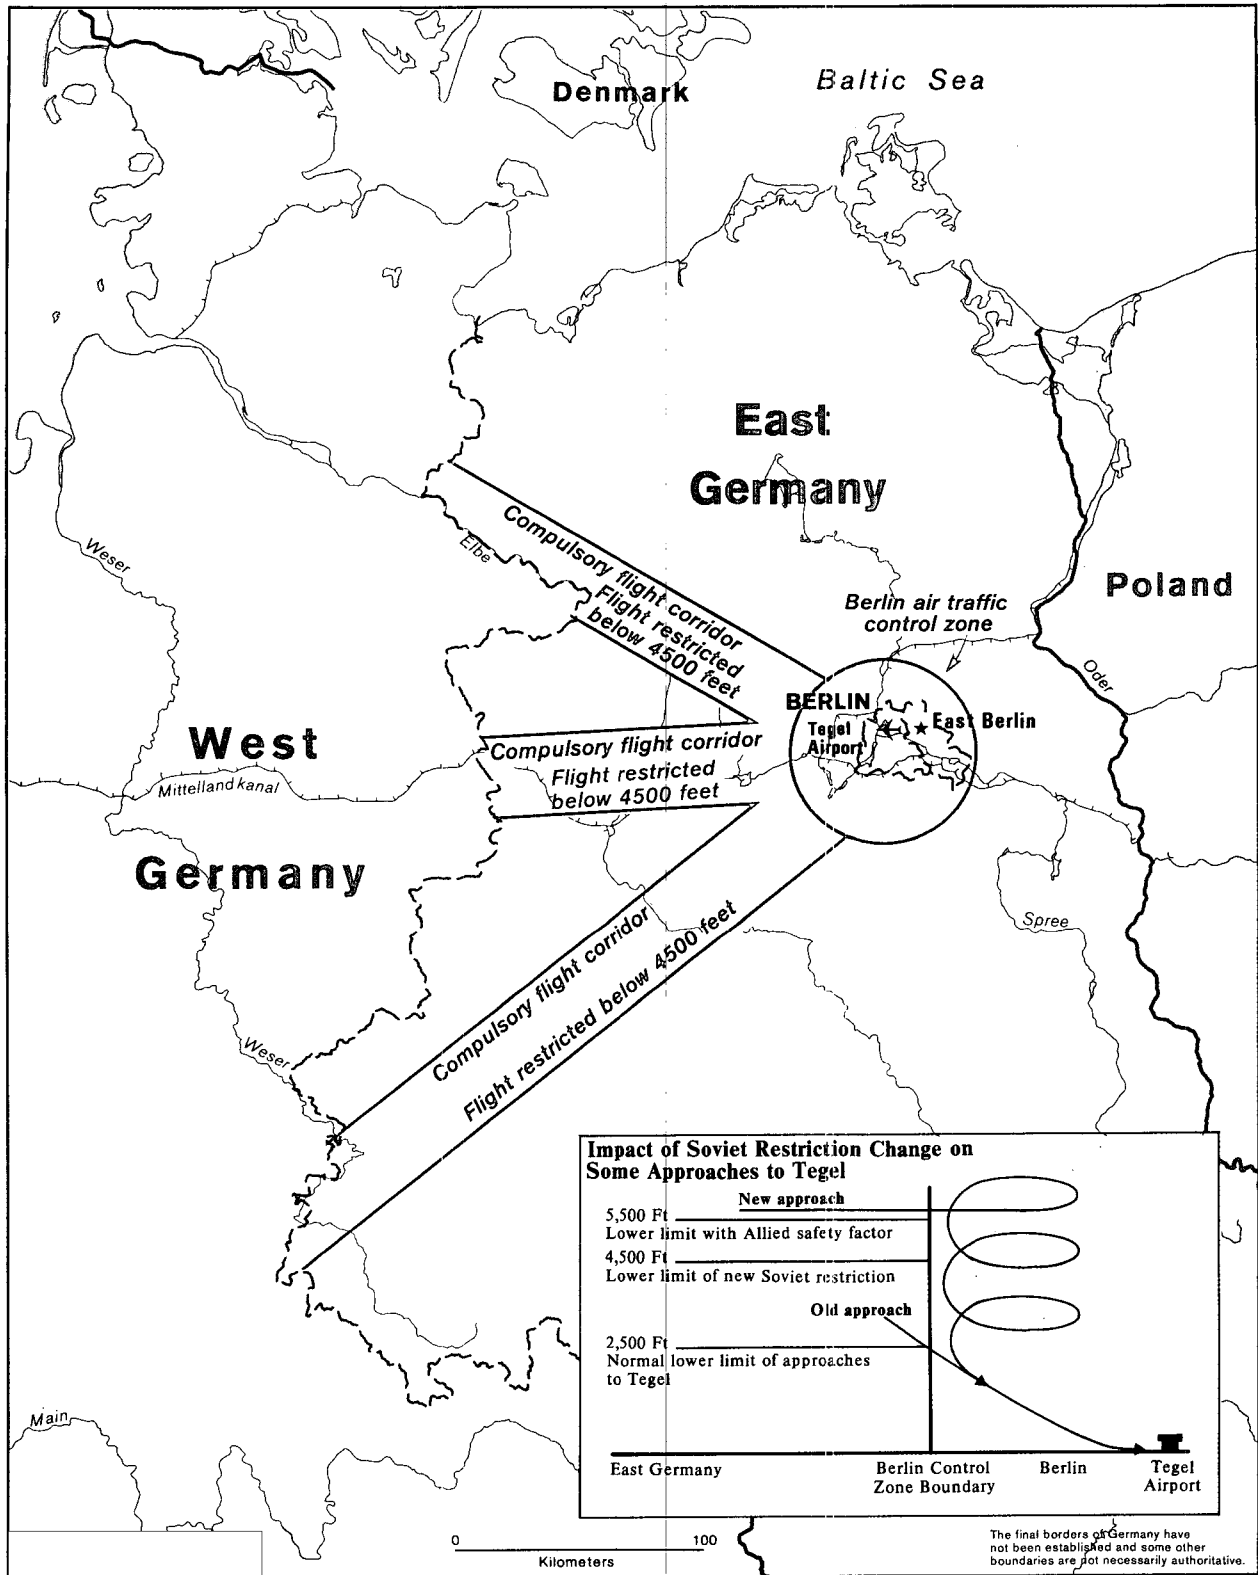 Baltic Sea
Denmark
East
Germany
Poland
Berlin air traffic
control zone
Weser
Elbe
Oder
Compulsory flight corridor
Flight restricted
below 4500 feet
BERLIN
East Berlin
Tegel
Airport
West
Germany
Mittelland kanal
Compulsory flight corridor
Flight restricted
below 4500 feet
Spree
Compulsory flight corridor
Flight restricted below 4500 feet
Weser
Main
Impact of Soviet Restriction Change on
Some Approaches to Tegel
New approach
5,500 Ft
Lower limit with Allied safety factor
4,500 Ft
Lower limit of new Soviet restriction
Old approach
2,500 Ft
Normal lower limit of approaches
to Tegel
East Germany
Berlin Control
Zone Boundary
Berlin
Tegel
Airport
0 100
Kilometers
The final borders of Germany have
not been established and some other
boundaries are not necessarily authoritative.